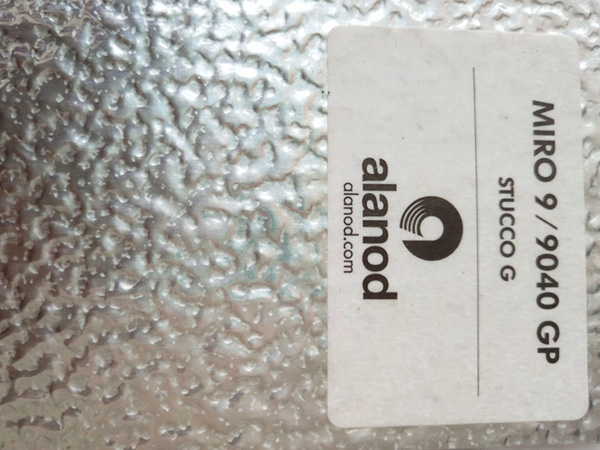 MIRO 9 / 9040 GP
STUCCO G
alanod
alanod.com